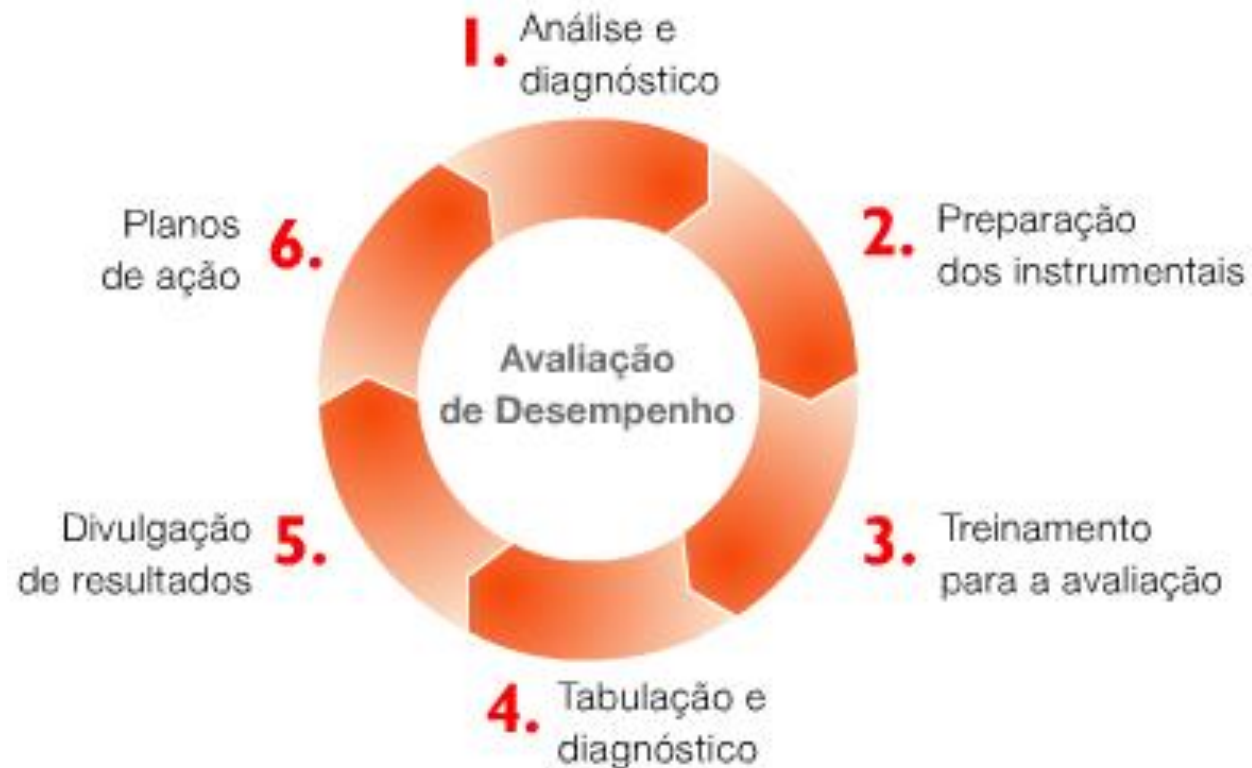 1. Análise e
diagnóstico
2. Preparação
dos instrumentais
3. Treinamento
para a avaliação
4. Tabulação e
diagnóstico
5. Divulgação
de resultados
6. Planos
de ação
Avaliação
de Desempenho